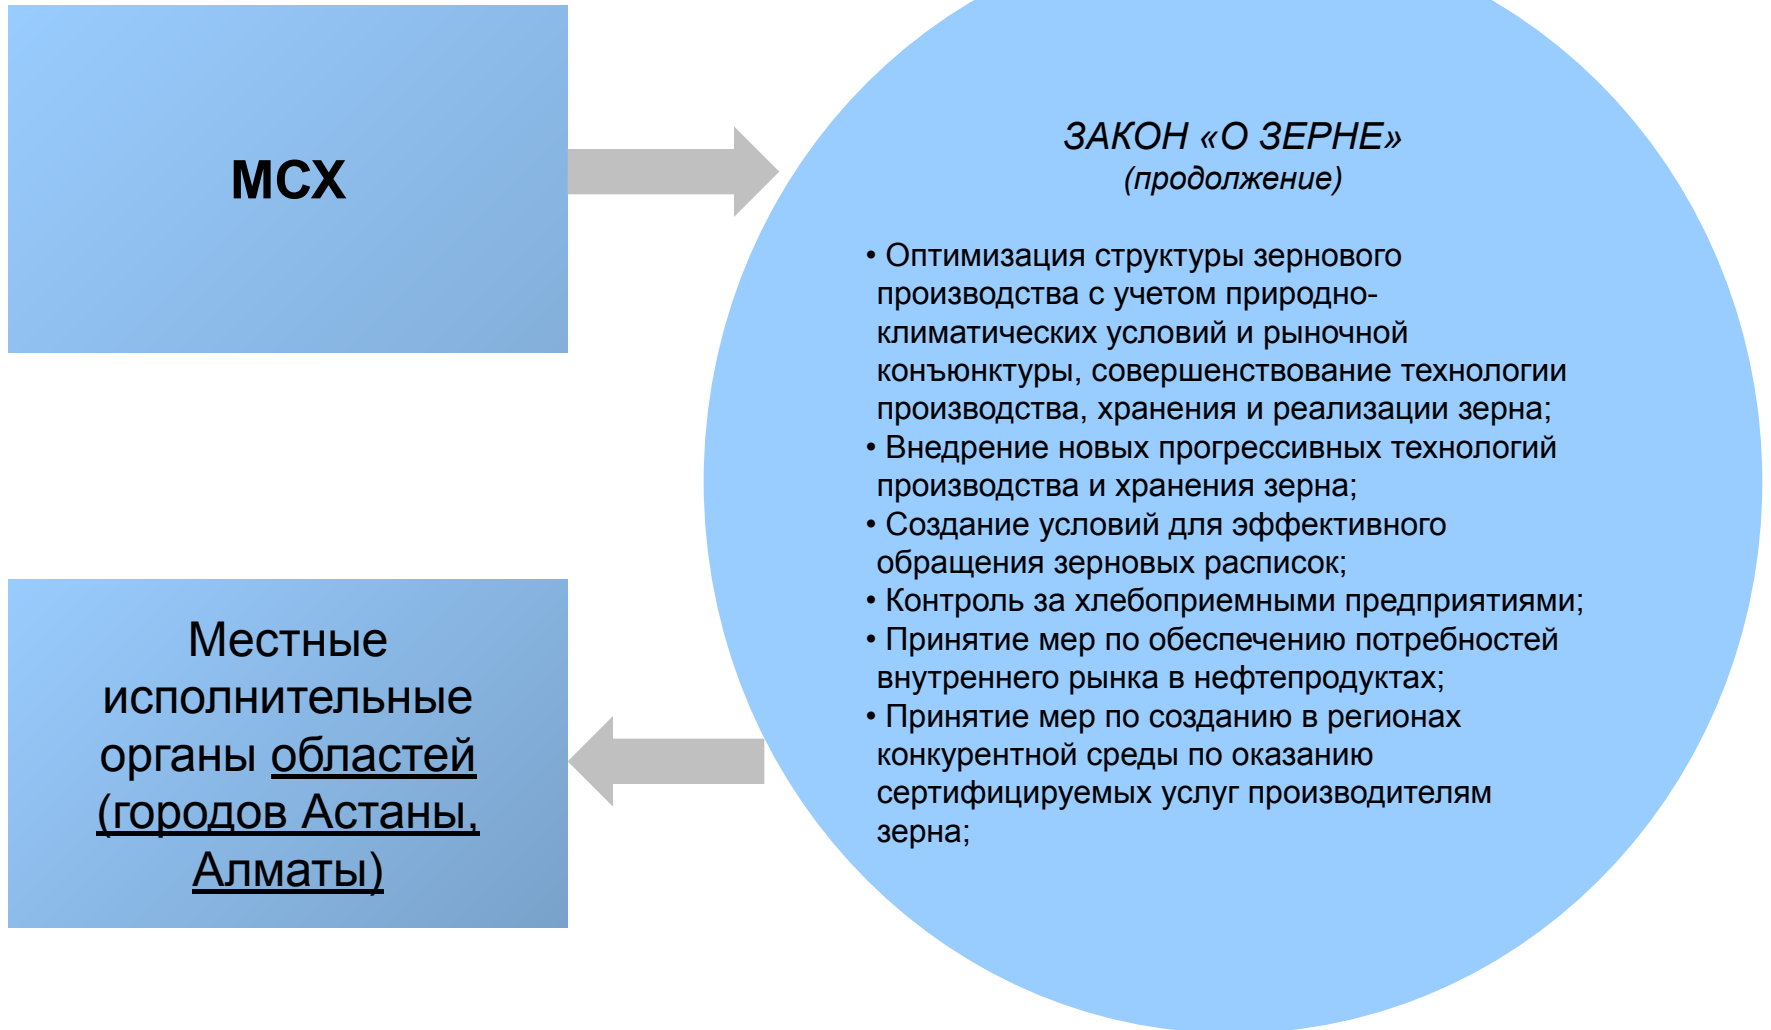 МСХ
ЗАКОН «О ЗЕРНЕ»
(продолжение)
• Оптимизация структуры зернового
производства с учетом природно-
климатических условий и рыночной
конъюнктуры, совершенствование технологии
производства, хранения и реализации зерна;
• Внедрение новых прогрессивных технологий
производства и хранения зерна;
• Создание условий для эффективного
обращения зерновых расписок;
• Контроль за хлебоприемными предприятиями;
• Принятие мер по обеспечению потребностей
внутреннего рынка в нефтепродуктах;
• Принятие мер по созданию в регионах
конкурентной среды по оказанию
сертифицируемых услуг производителям
зерна;
Местные
исполнительные
органы областей
(городов Астаны,
Алматы)